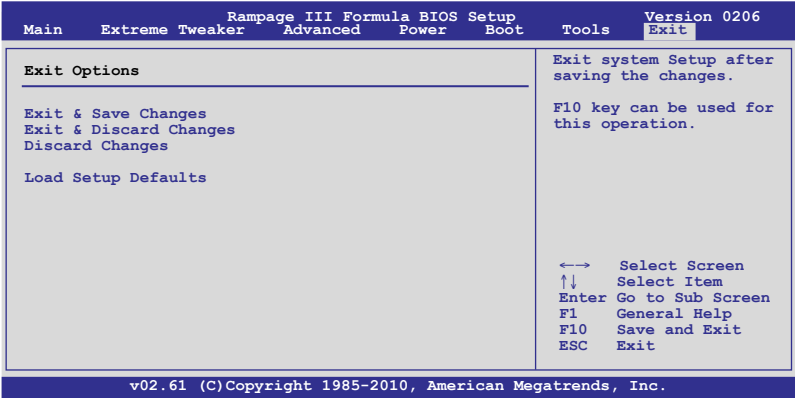 Rampage III Formula BIOS Setup Version 0206
Main Extreme Tweaker Advanced Power Boot Tools Exit
Exit Options
Exit & Save Changes
Exit & Discard Changes
Discard Changes
Load Setup Defaults
Exit system Setup after
saving the changes.
F10 key can be used for
this operation.
←→ Select Screen
↑↓ Select Item
Enter Go to Sub Screen
F1 General Help
F10 Save and Exit
ESC Exit
v02.61 (C)Copyright 1985-2010, American Megatrends, Inc.